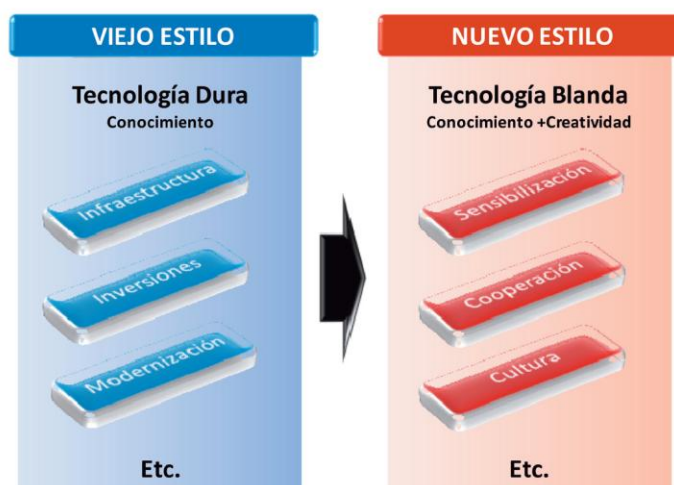 VIEJO ESTILO
Tecnología Dura
Conocimiento
Infraestructura
Inversiones
Modernización
Etc.
NUEVO ESTILO
Tecnología Blanda
Conocimiento +Creatividad
Sensibilización
Cooperación
Cultura
Etc.